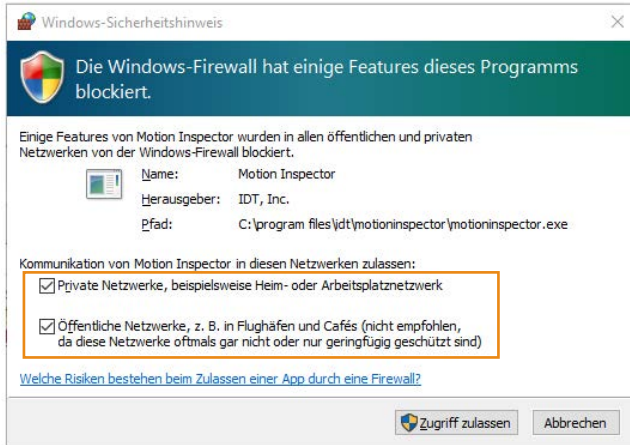 Windows-Sicherheitshinweis
Die Windows-Firewall hat einige Features dieses Programms
blockiert.
Einige Features von Motion Inspector wurden in allen öffentlichen und privaten
Netzwerken von der Windows-Firewall blockiert.
Name: Motion Inspector
Herausgeber: IDT, Inc.
Pfad: C:\program files\idt\motioninspector\motioninspector.exe
Kommunikation von Motion Inspector in diesen Netzwerken zulassen:
Private Netzwerke, beispielsweise Heim- oder Arbeitsplatznetzwerk
Öffentliche Netzwerke, z. B. in Flughäfen und Cafés (nicht empfohlen,
da diese Netzwerke oftmals gar nicht oder nur geringfügig geschützt sind)
Welche Risiken bestehen beim Zulassen einer App durch eine Firewall?
Zugriff zulassen Abbrechen